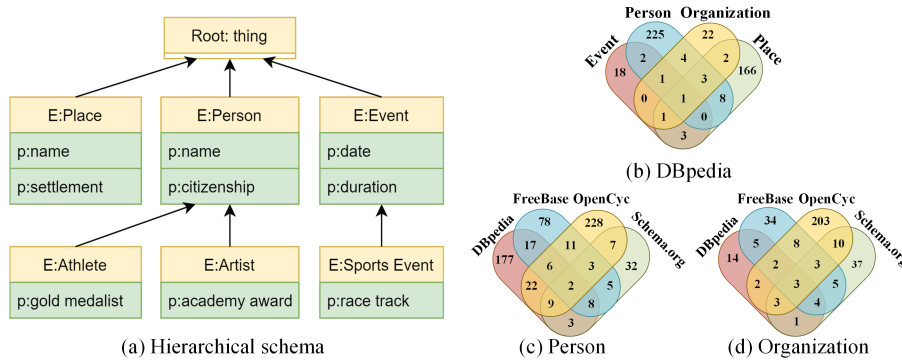 Root: thing
E:Place
p:name
p:settlement
E:Person
p:name
p:citizenship
E:Event
p:date
p:duration
E:Athlete
p:gold medalist
E:Artist
p:academy award
E:Sports Event
p:race track
(a) Hierarchical schema
Event
Person
Organization
Place
225
22
2
4
2
18
1
3
166
0
1
8
1
0
3
(b) DBpedia
DBpedia
FreeBase
OpenCyc
Schema.org
78
228
17
11
7
177
6
3
32
22
2
5
9
8
3
(c) Person
DBpedia
FreeBase
OpenCyc
Schema.org
34
203
5
8
10
14
2
3
37
2
3
5
3
4
1
(d) Organization